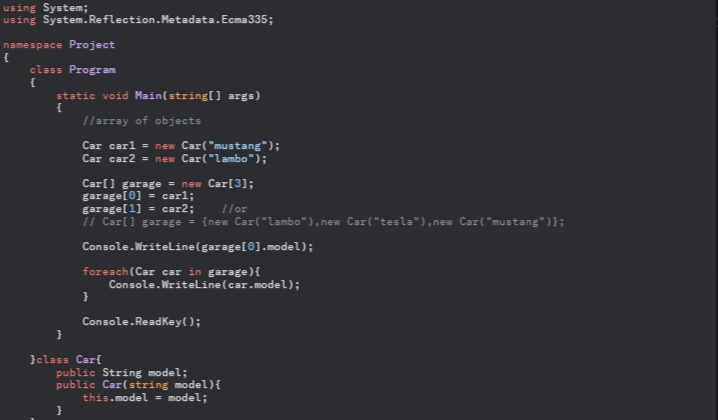 using System;
using System.Reflection.Metadata.Ecma335;
namespace Project
{
class Program
{
static void Main(string[] args)
{
//array of objects
Car car1 = new Car("mustang");
Car car2 = new Car("lambo");
Car[] garage = new Car[3];
garage[0] = car1;
garage[1] = car2;    //or
// Car[] garage = {new Car("lambo"),new Car("tesla"),new Car("mustang")};
Console.WriteLine(garage[0].model);
foreach(Car car in garage){
Console.WriteLine(car.model);
}
Console.ReadKey();
}
}class Car{
public String model;
public Car(string model){
this.model = model;
}